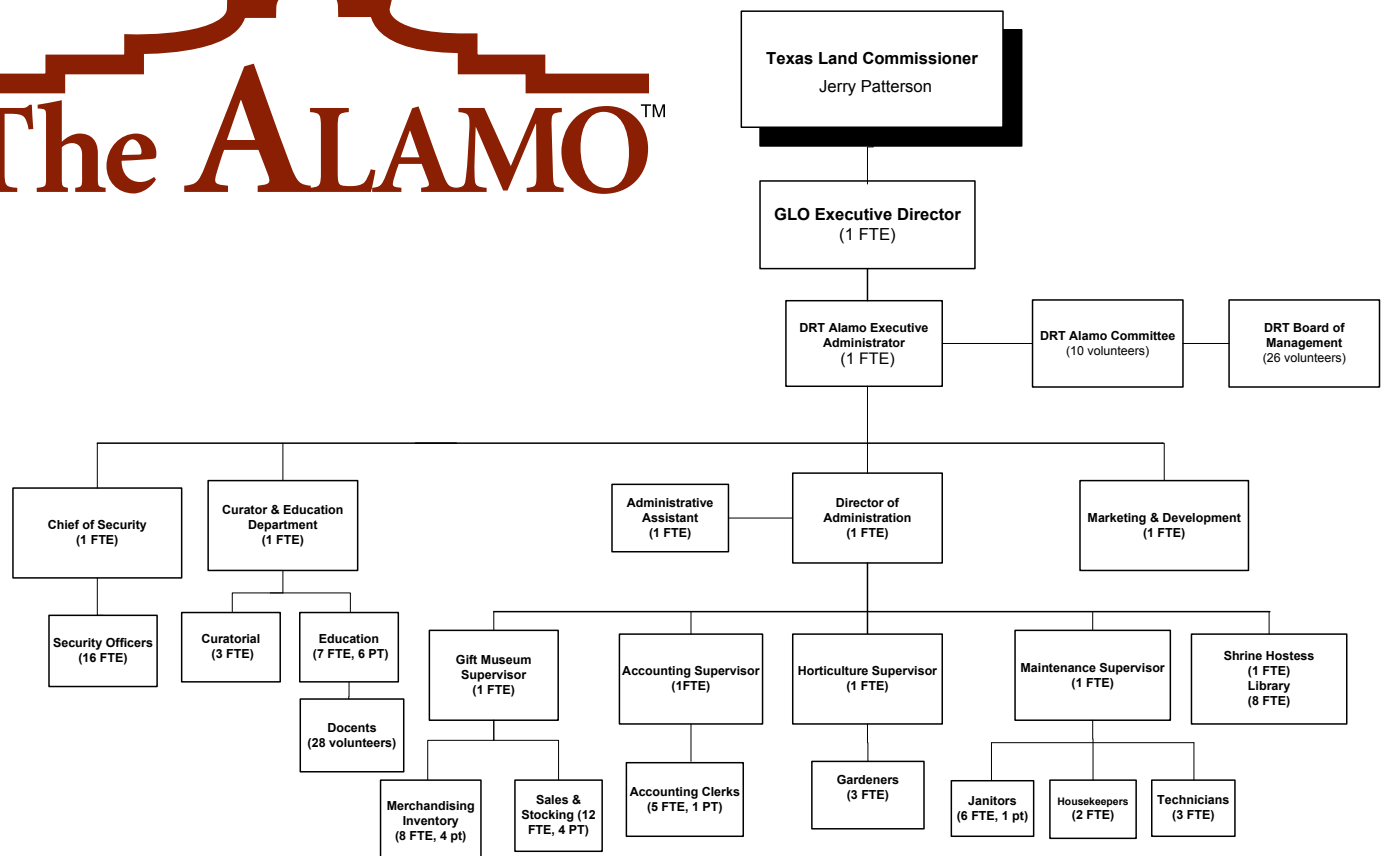 The ALAMO™
Texas Land Commissioner
Jerry Patterson
GLO Executive Director
(1 FTE)
DRT Alamo Executive
Administrator
(1 FTE)
DRT Alamo Committee
(10 volunteers)
DRT Board of
Management
(26 volunteers)
Chief of Security
(1 FTE)
Curator & Education
Department
(1 FTE)
Administrative
Assistant
(1 FTE)
Director of
Administration
(1 FTE)
Marketing & Development
(1 FTE)
Security Officers
(16 FTE)
Curatorial
(3 FTE)
Education
(7 FTE, 6 PT)
Docents
(28 volunteers)
Gift Museum
Supervisor
(1 FTE)
Accounting Supervisor
(1FTE)
Horticulture Supervisor
(1 FTE)
Maintenance Supervisor
(1 FTE)
Shrine Hostess
(1 FTE)
Library
(8 FTE)
Merchandising
Inventory
(8 FTE, 4 pt)
Sales &
Stocking (12
FTE, 4 PT)
Accounting Clerks
(5 FTE, 1 PT)
Gardeners
(3 FTE)
Janitors
(6 FTE, 1 pt)
Housekeepers
(2 FTE)
Technicians
(3 FTE)